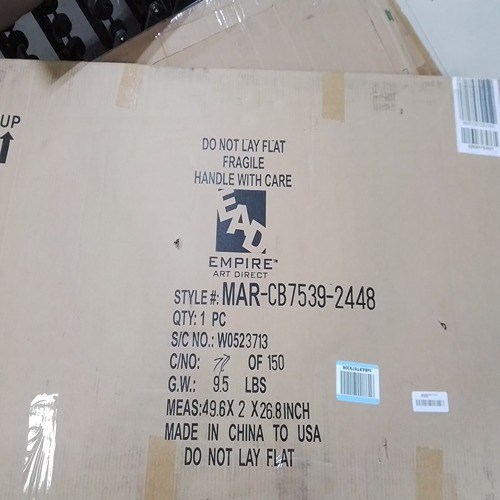 UP
DO NOT LAY FLAT
FRAGILE
HANDLE WITH CARE
EAD
EMPIRE™
ART DIRECT
STYLE #: MAR-CB7539-2448
QTY: 1 PC
S/C NO.: W0523713
C/NO: OF 150
G.W.: 9.5 LBS
MEAS:49.6 X 2 X 26.8 INCH
MADE IN CHINA TO USA
DO NOT LAY FLAT